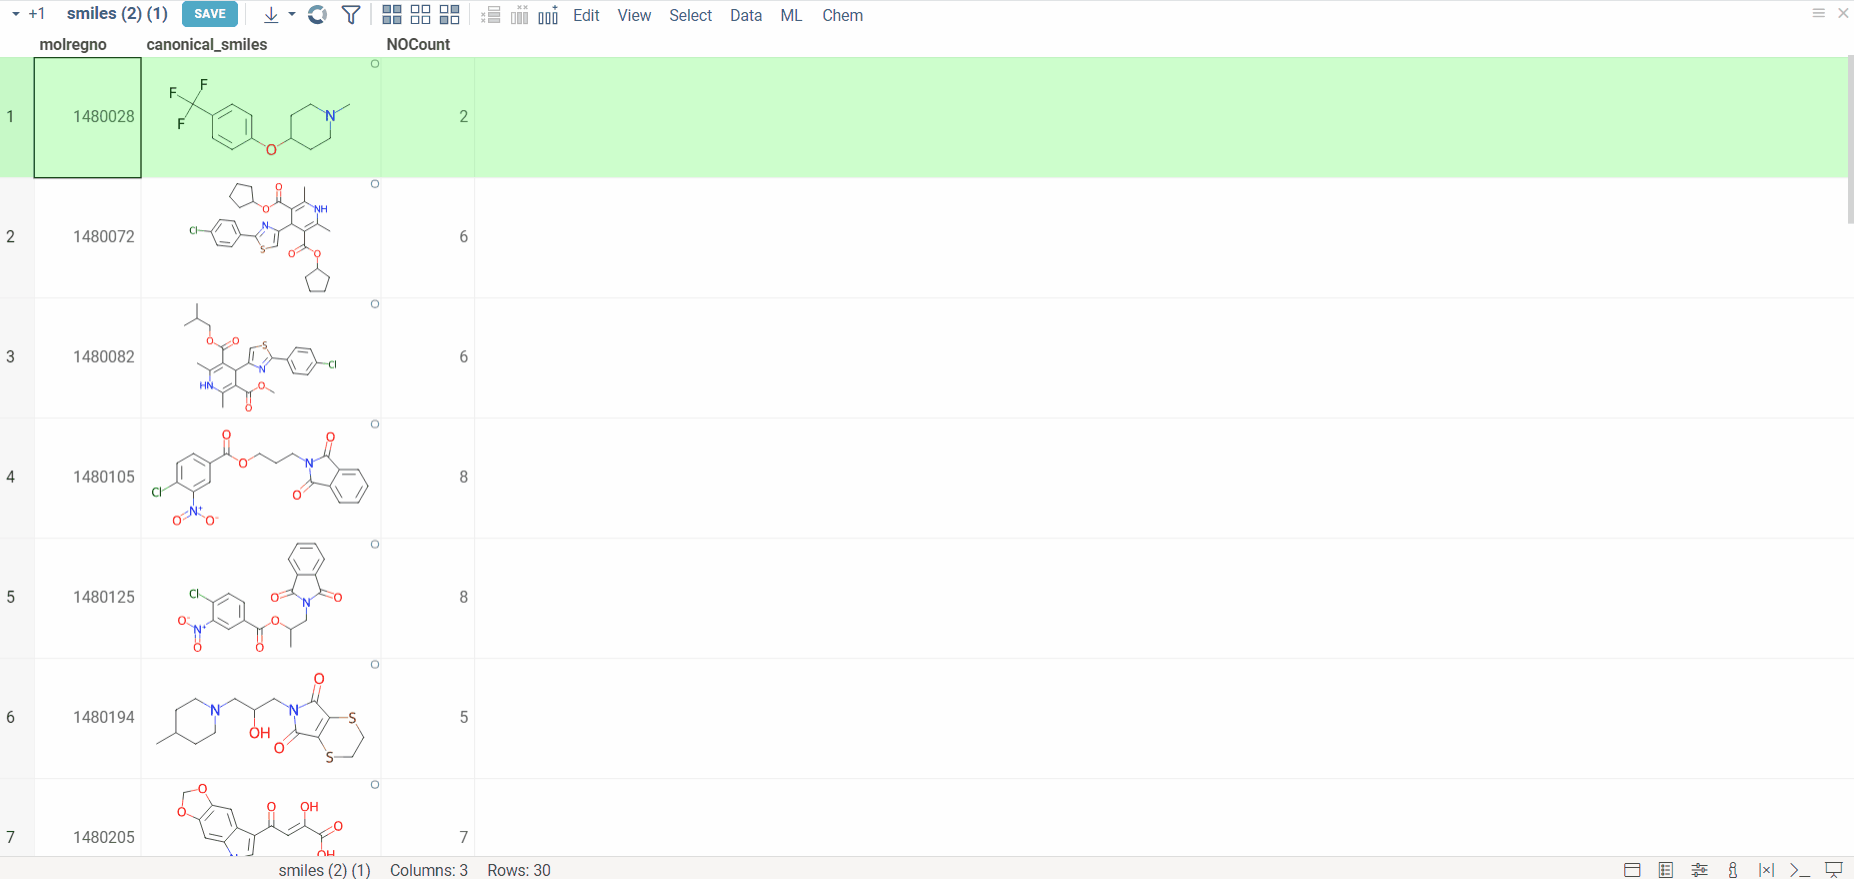 +1 smiles (2) (1) SAVE Edit View Select Data ML Chem
molregno canonical_smiles NOCount
F F F N O
1 1480028 2
O O NH Cl N S O O
2 1480072 6
O O S Cl N HN O O
3 1480082 6
O O O N O Cl N+ O O-
4 1480105 8
Cl O O N O- N+ O O O
5 1480125 8
O N N S OH O S
6 1480194 5
O O O OH O OH N
7 1480205 7
smiles (2) (1) Columns: 3 Rows: 30